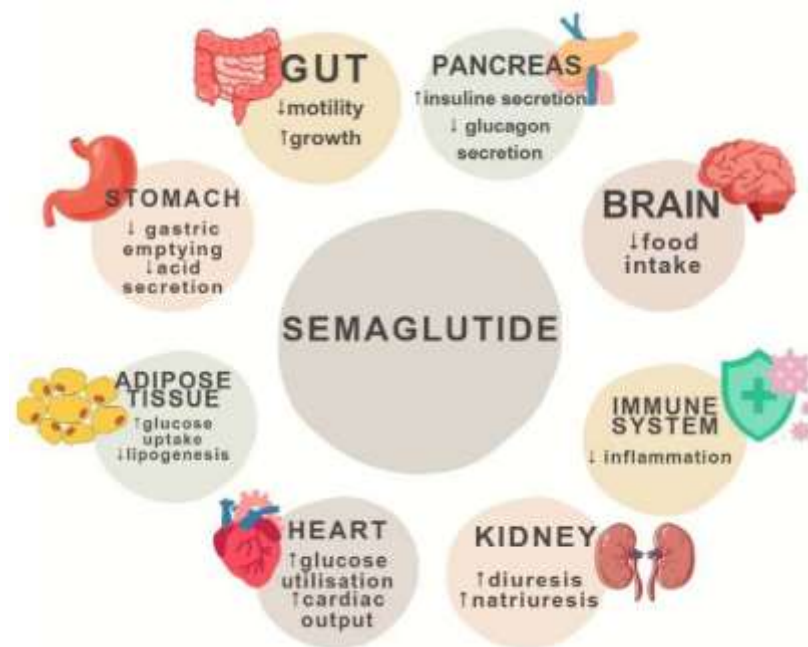 GUT
↓motility
↑growth
PANCREAS
↑insuline secretion
↓ glucagon
secretion
STOMACH
↓ gastric
emptying
↓acid
secretion
BRAIN
↓food
intake
SEMAGLUTIDE
ADIPOSE
TISSUE
↑glucose
uptake
↓lipogenesis
IMMUNE
SYSTEM
↓ inflammation
HEART
↑glucose
utilisation
↑cardiac
output
KIDNEY
↑diuresis
↑natriuresis